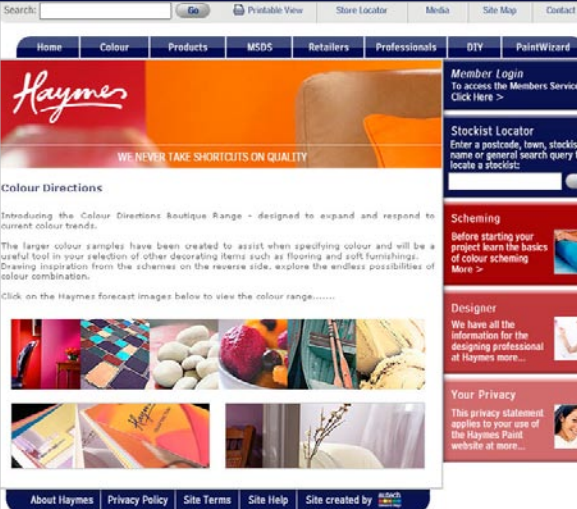 Search:
Go
Printable View
Store Locator
Media
Site Map
Contact
Home
Colour
Products
MSDS
Retailers
Professionals
DIY
PaintWizard
Haymes
WE NEVER TAKE SHORTCUTS ON QUALITY
Member Login
To access the Members Service
Click Here >
Stockist Locator
Enter a postcode, town, stockis
name or general search query t
locate a stockist:
Colour Directions
Introducing the Colour Directions Boutique Range - designed to expand and respond to
current colour trends.
The larger colour samples have been created to assist when specifying colour and will be a
useful tool in your selection of other decorating items such as flooring and soft furnishings.
Drawing inspiration from the schemes on the reverse side, explore the endless possibilities of
colour combination.
Click on the Haymes forecast images below to view the colour range.......
Scheming
Before starting your
project learn the basics
of colour scheming
More >
Designer
We have all the
information for the
designing professional
at Haymes more...
Your Privacy
This privacy statement
applies to your use of
the Haymes Paint
website at more...
Haymes
About Haymes
Privacy Policy
Site Terms
Site Help
Site created by